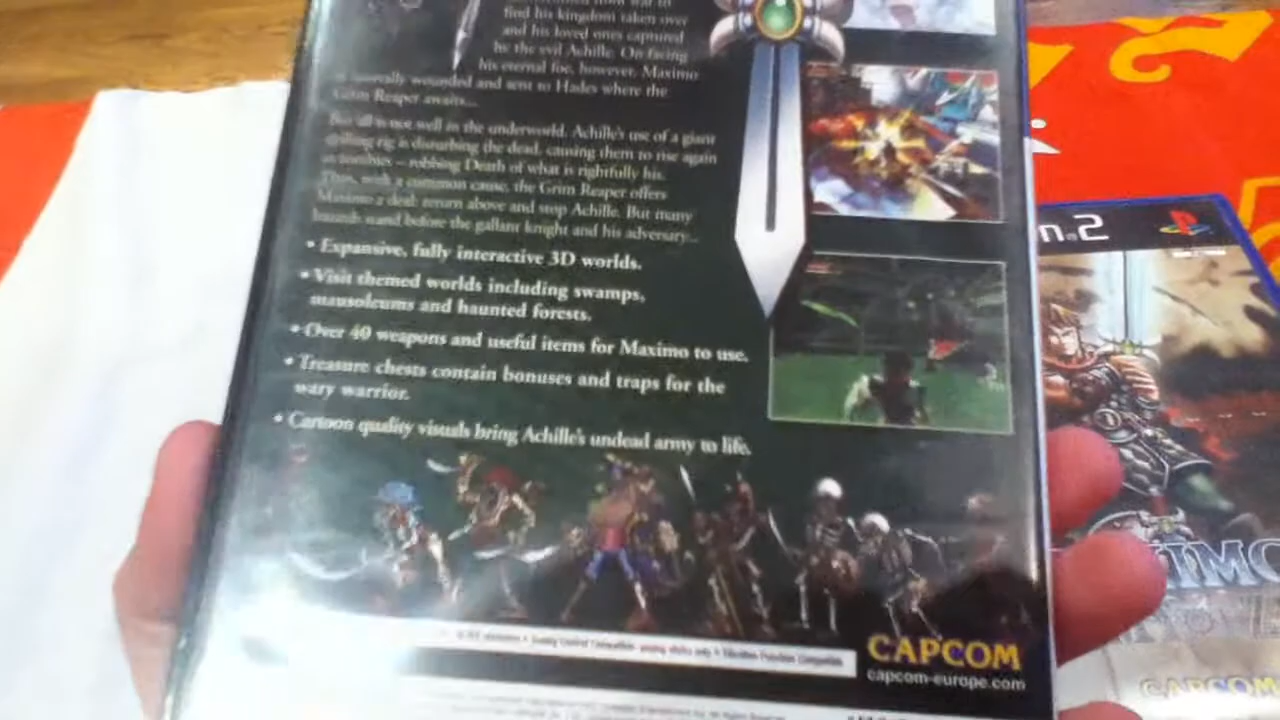 find his kingdom taken over
and his loved ones captured
by the evil Achille. On facing
his eternal foe, however, Maximo
is mortally wounded and sent to Hades where the
Grim Reaper awaits...
But all is not well in the underworld. Achille's use of a giant
drilling rig is disturbing the dead, causing them to rise again
as zombies – robbing Death of what is rightfully his.
Thus, with a common cause, the Grim Reaper offers
Maximo a deal: return above and stop Achille. But many
hazards stand before the gallant knight and his adversary...
• Expansive, fully interactive 3D worlds.
• Visit themed worlds including swamps,
mausoleums and haunted forests.
• Over 40 weapons and useful items for Maximo to use.
• Treasure chests contain bonuses and traps for the
wary warrior.
• Cartoon quality visuals bring Achille's undead army to life.
CAPCOM
capcom-europe.com
n.2
IMO
CAPCOM